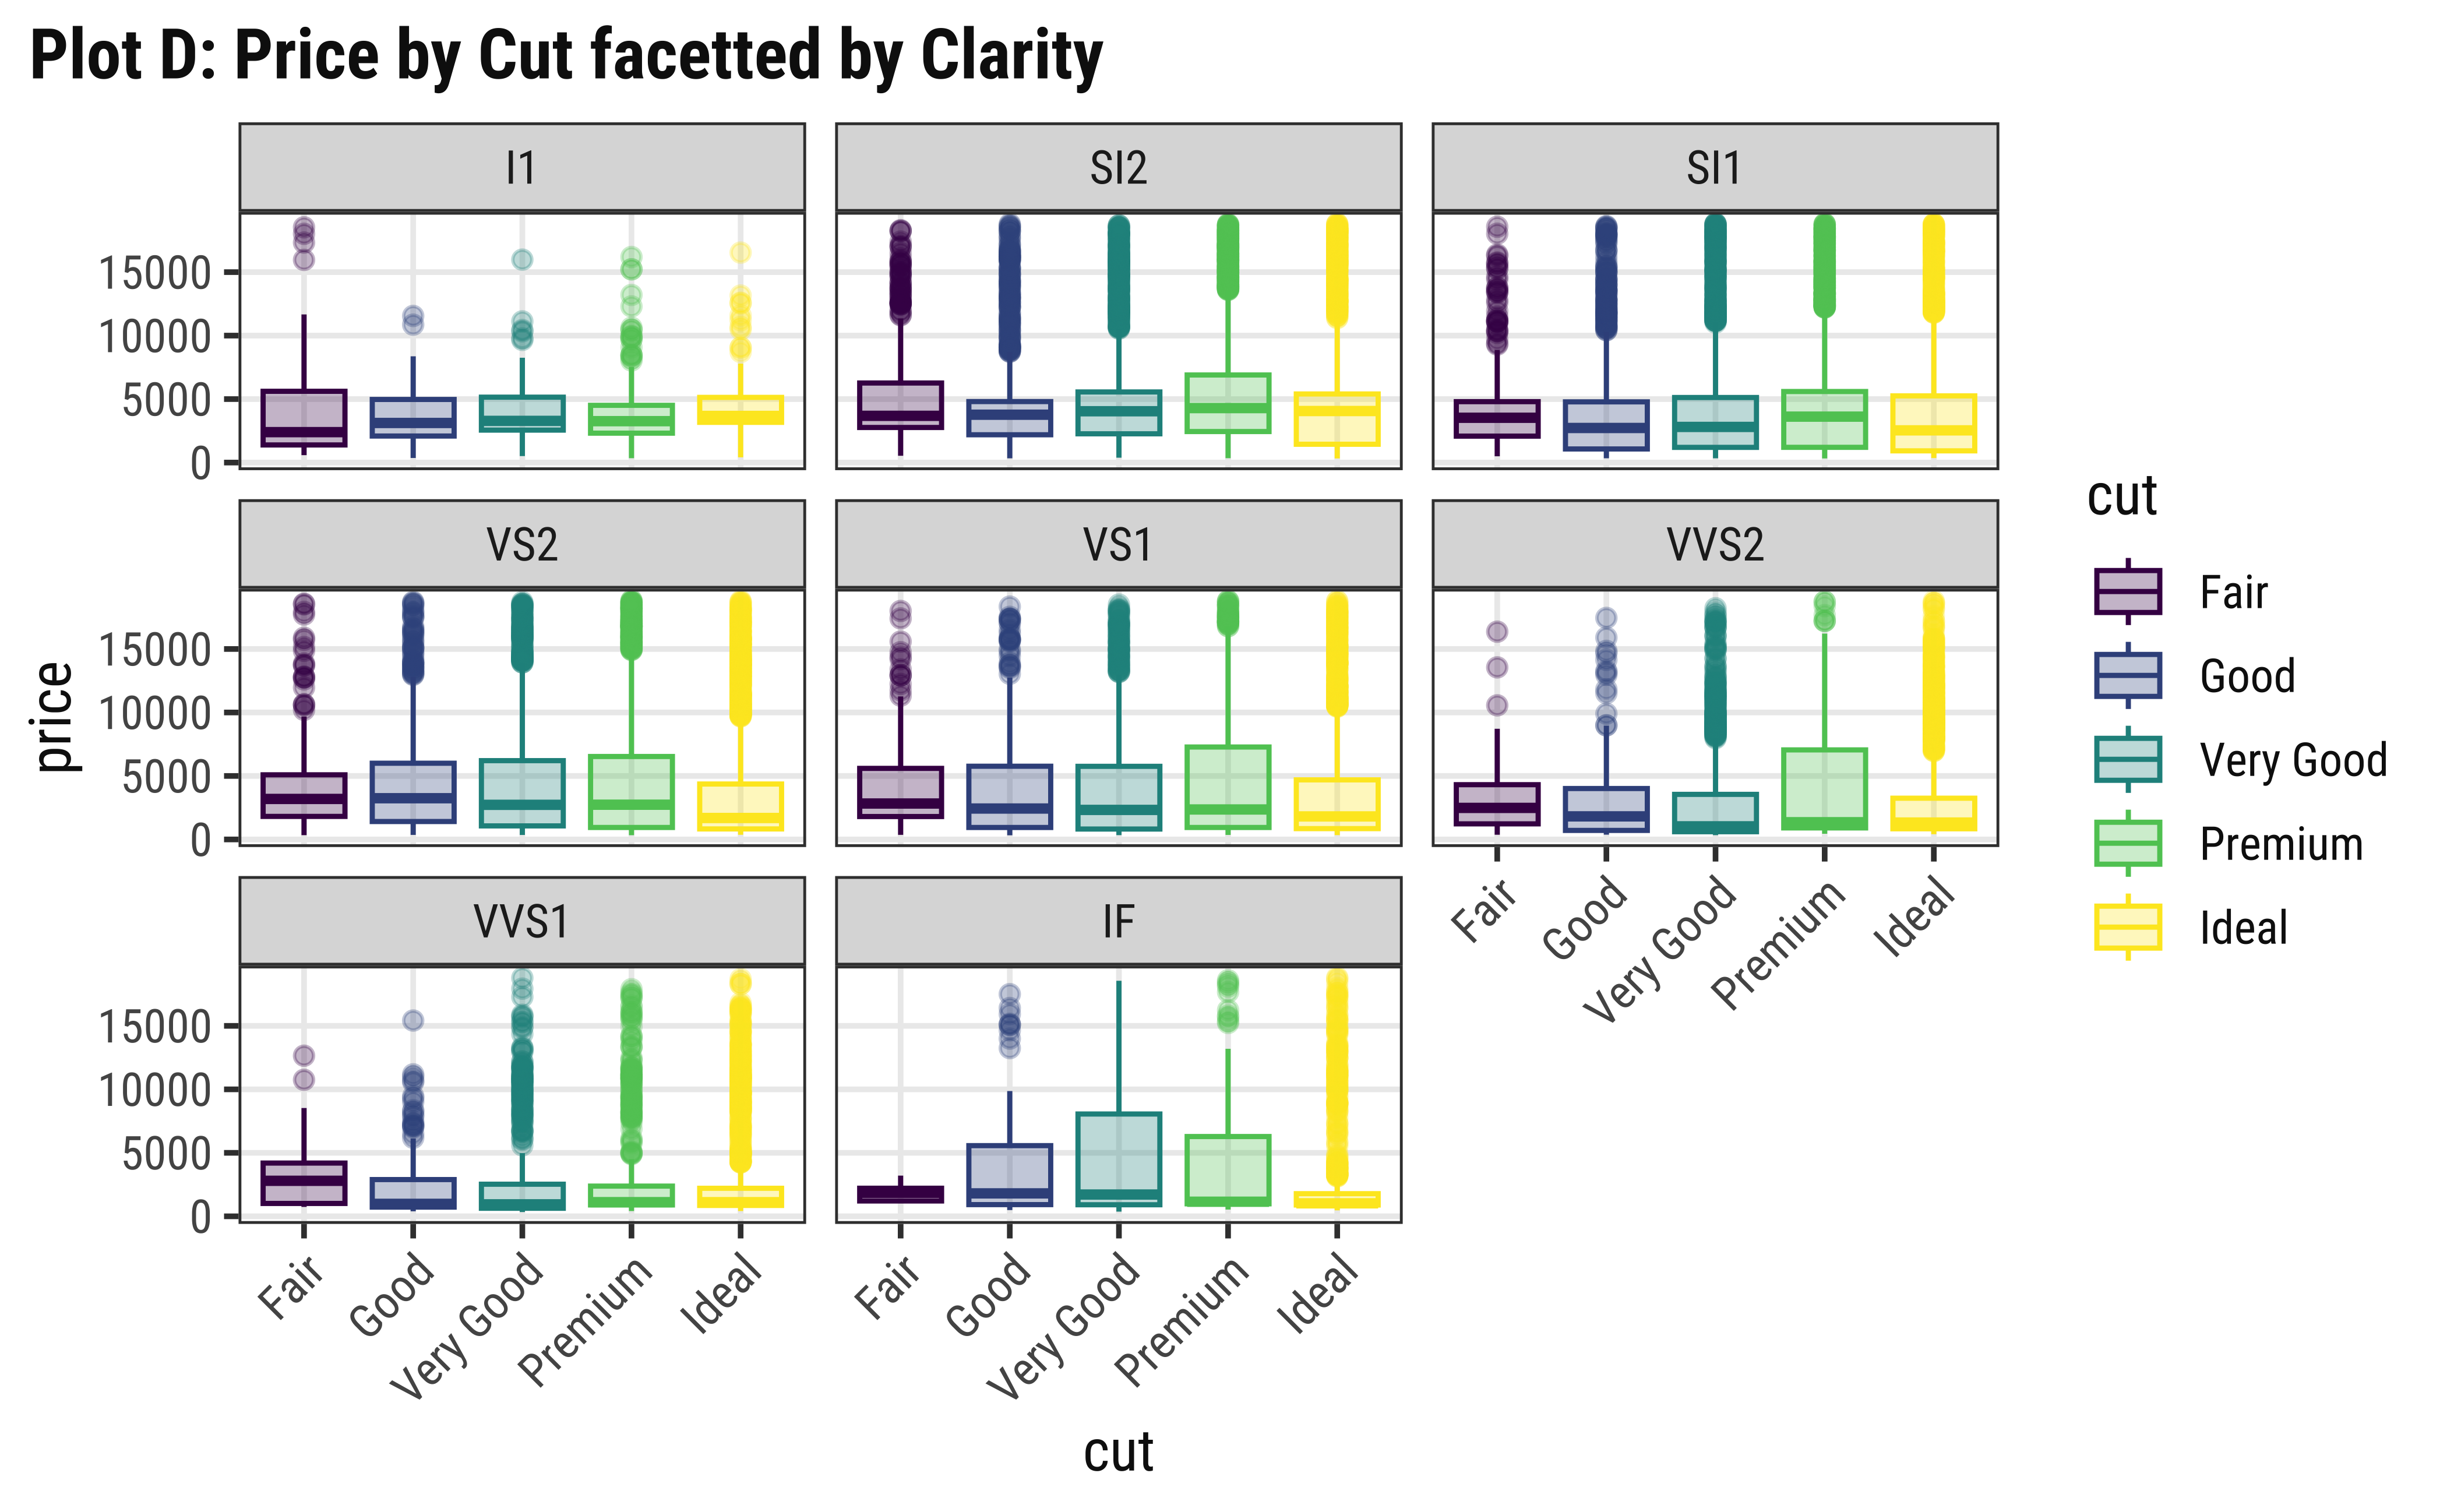 Plot D: Price by Cut facetted by Clarity
I1
SI2
SI1
15000
10000
5000
0
VS2
VS1
VVS2
15000
10000
5000
0
Fair
Good
Very Good
Premium
Ideal
VVS1
IF
15000
10000
5000
0
Fair
Good
Very Good
Premium
Ideal
Fair
Good
Very Good
Premium
Ideal
price
cut
cut
Fair
Good
Very Good
Premium
Ideal